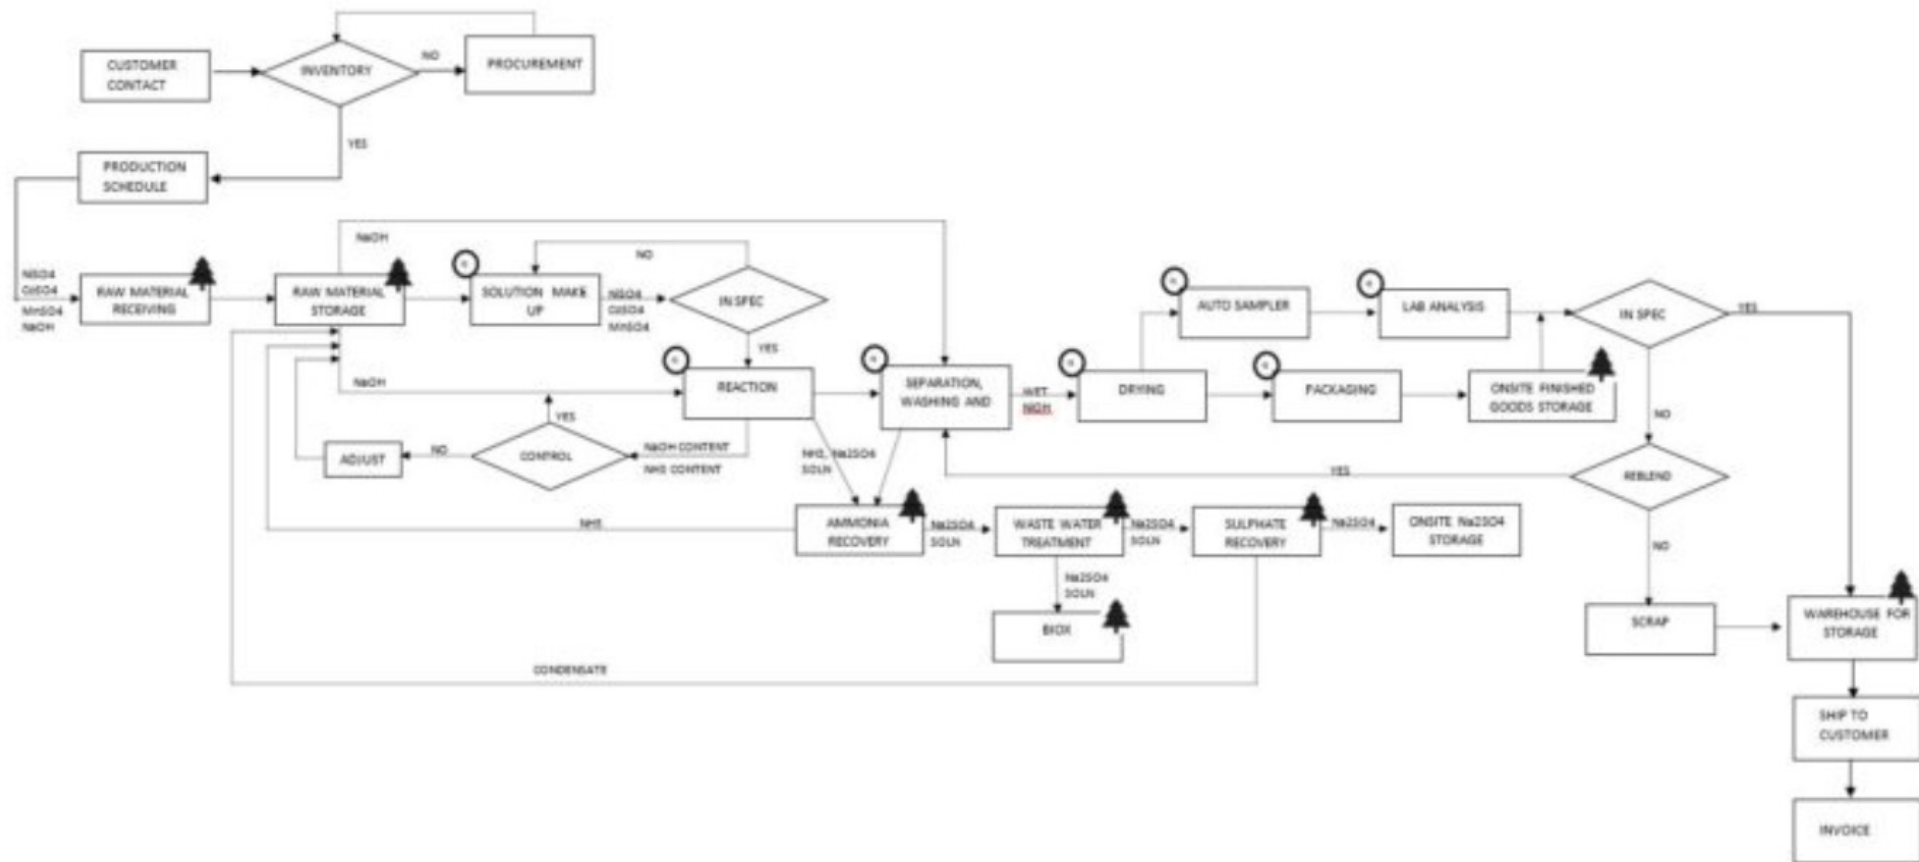 CUSTOMER
CONTACT
INVENTORY
NO
PROCUREMENT
YES
PRODUCTION
SCHEDULE
NiSO4
CoSO4
MnSO4
NaOH
RAW MATERIAL
RECEIVING
NaOH
RAW MATERIAL
STORAGE
SOLUTION MAKE
UP
NO
NiSO4
CoSO4
MnSO4
IN SPEC
YES
NaOH
REACTION
SEPARATION,
WASHING AND
WET
NiOH
DRYING
AUTO SAMPLER
LAB ANALYSIS
PACKAGING
ONSITE FINISHED
GOODS STORAGE
IN SPEC
YES
NO
REBLEND
YES
NO
SCRAP
WAREHOUSE FOR
STORAGE
SHIP TO
CUSTOMER
INVOICE
YES
CONTROL
NO
ADJUST
NaOH CONTENT
NH3 CONTENT
NH3, Na2SO4
SOLN
NH3
AMMONIA
RECOVERY
Na2SO4
SOLN
WASTE WATER
TREATMENT
Na2SO4
SOLN
SULPHATE
RECOVERY
Na2SO4
ONSITE Na2SO4
STORAGE
Na2SO4
SOLN
BIOX
CONDENSATE